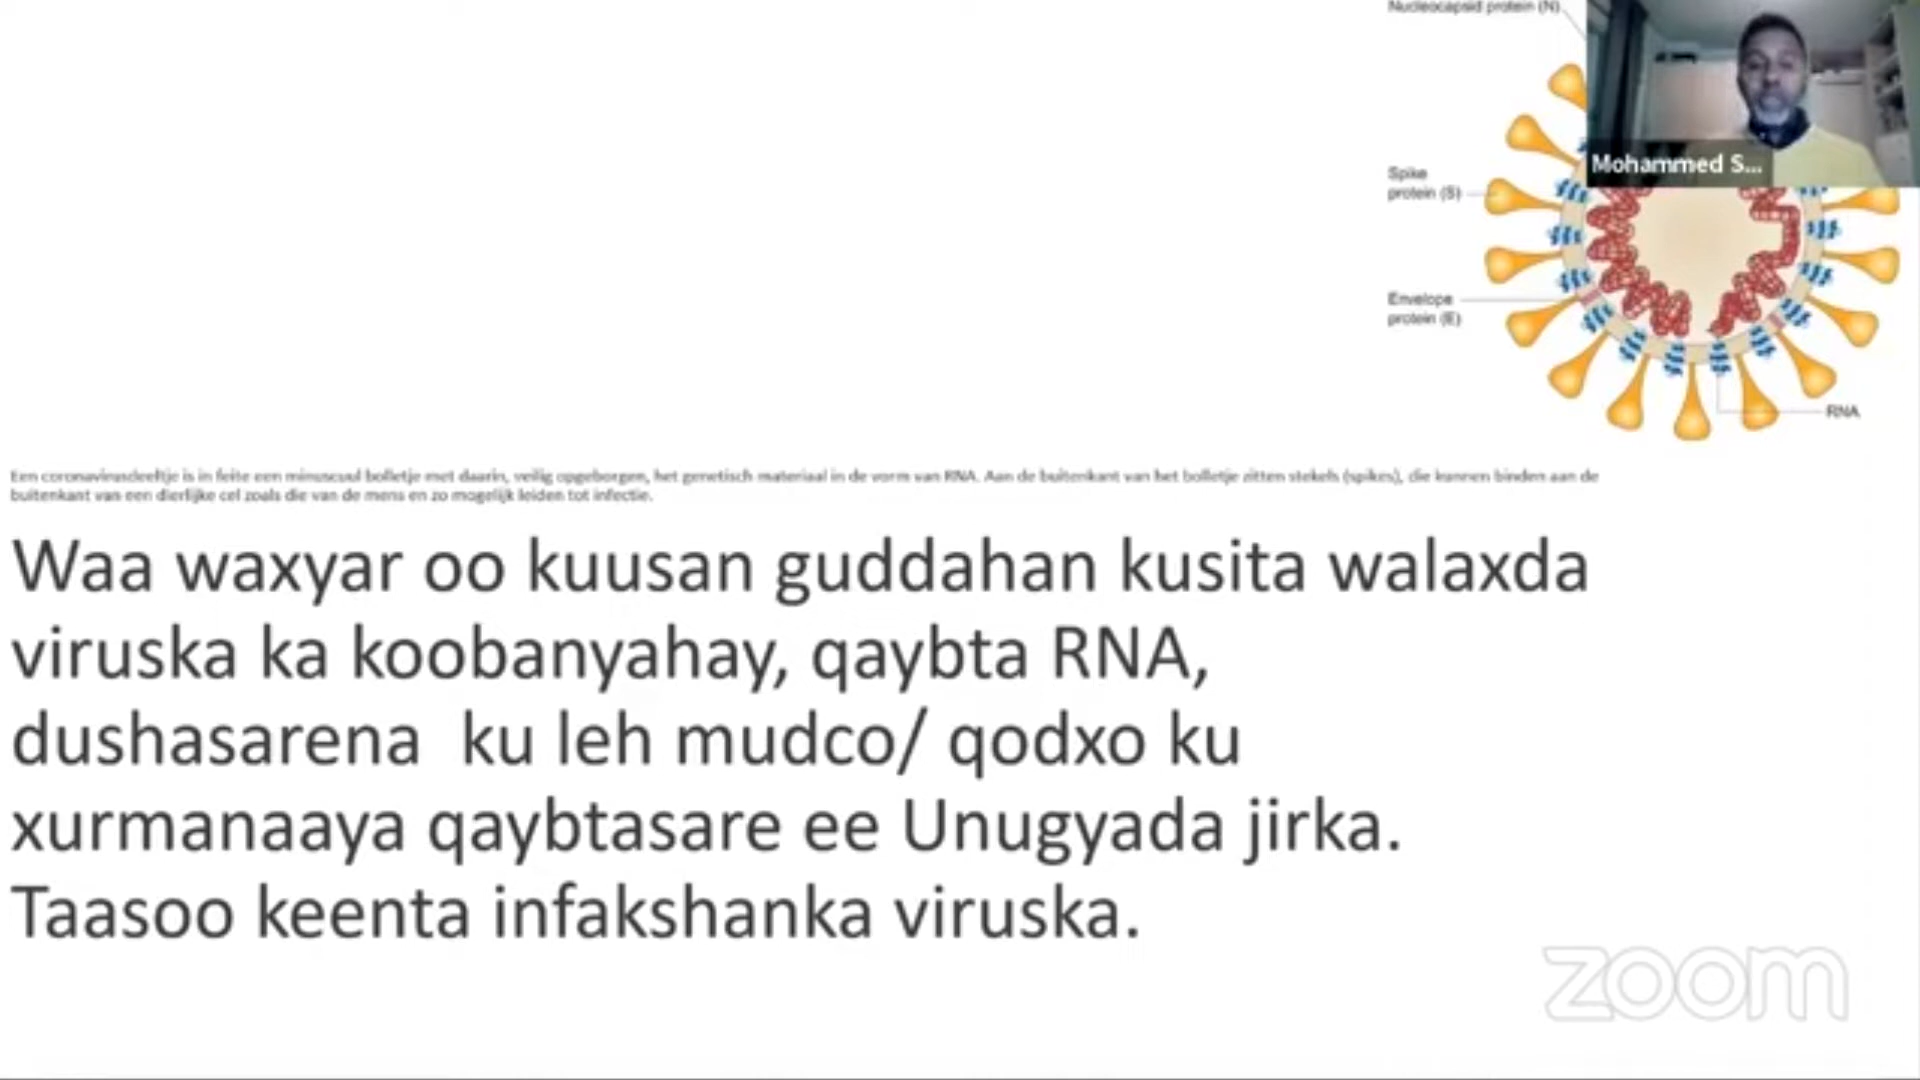 Nucleocapsid protein (N)
Mohammed S...
Spike
protein (S)
Envelope
protein (E)
RNA
Een coronavirusdeeltje is in feite een minuscuul bolletje met daarin, veilig opgeborgen, het genetisch materiaal in de vorm van RNA. Aan de buitenkant van het bolletje zitten stekels (spikes), die kunnen binden aan de
buitenkant van een dierlijke cel zoals die van de mens en zo mogelijk leiden tot infectie.
Waa waxyar oo kuusan guddahan kusita walaxda
viruska ka koobanyahay, qaybta RNA,
dushasarena ku leh mudco/ qodxo ku
xurmanaaya qaybtasare ee Unugyada jirka.
Taasoo keenta infakshanka viruska.
zoom